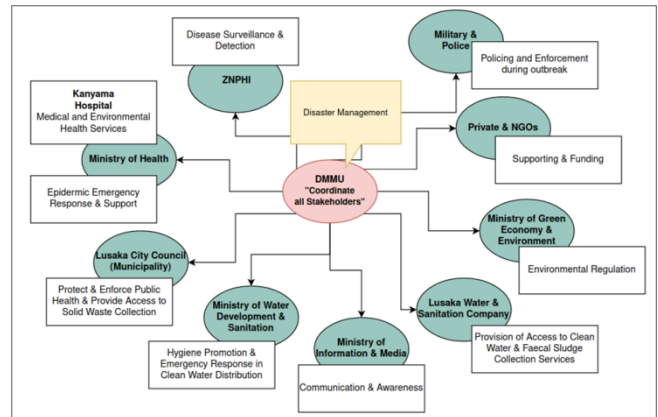 Disease Surveillance &
Detection
ZNPHI
Military &
Police
Policing and Enforcement
during outbreak
Disaster Management
Kanyama
Hospital
Medical and Environmental
Health Services
Ministry of Health
Epidermic Emergency
Response & Support
Private & NGOs
Supporting & Funding
DMMU
"Coordinate
all Stakeholders"
Ministry of Green
Economy &
Environment
Environmental Regulation
Lusaka City Council
(Municipality)
Protect & Enforce Public
Health & Provide Access to
Solid Waste Collection
Ministry of Water
Development &
Sanitation
Hygiene Promotion &
Emergency Response in
Clean Water Distribution
Ministry of
Information & Media
Communication & Awareness
Lusaka Water &
Sanitation Company
Provision of Access to Clean
Water & Faecal Sludge
Collection Services